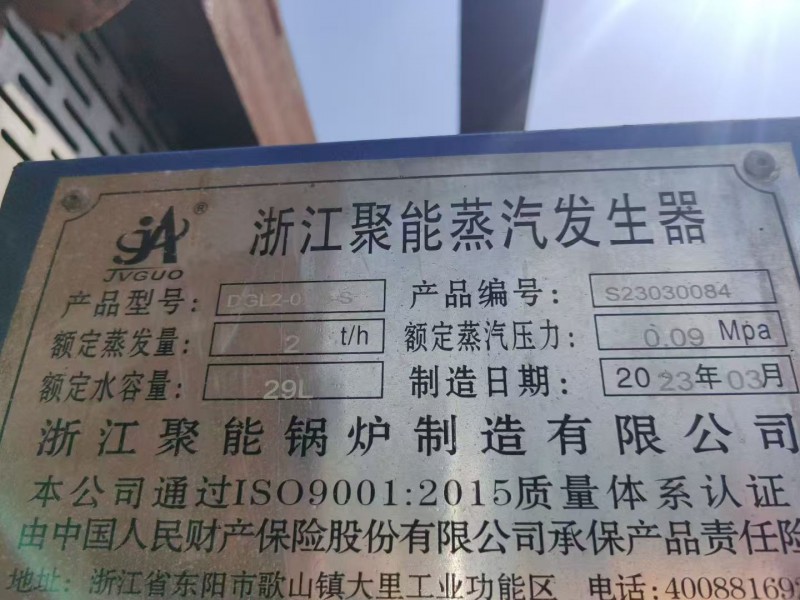 JVGUO ®
浙江聚能蒸汽发生器
产品型号: DGL2-0 S 产品编号: S23030084
额定蒸发量: 2 t/h 额定蒸汽压力: 0.09 Mpa
额定水容量: 29L 制造日期: 2023年03月
浙江聚能锅炉制造有限公司
本公司通过ISO9001:2015质量体系认证
由中国人民财产保险股份有限公司承保产品责任险
地址: 浙江省东阳市歌山镇大里工业功能区 电话:400881692